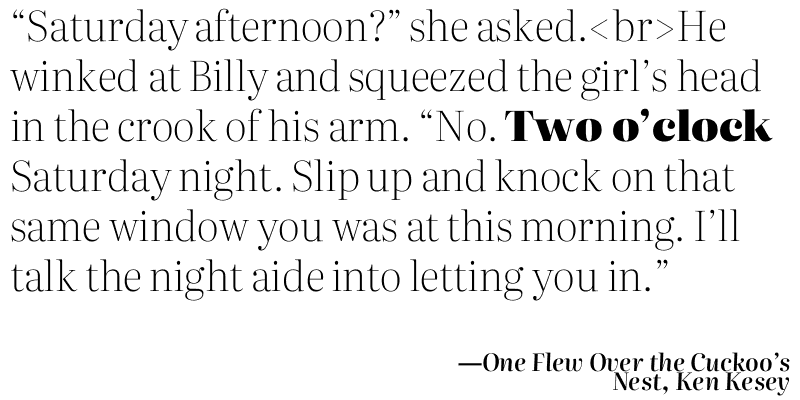 “Saturday afternoon?” she asked.<br>He
winked at Billy and squeezed the girl’s head
in the crook of his arm. “No. Two o’clock
Saturday night. Slip up and knock on that
same window you was at this morning. I’ll
talk the night aide into letting you in.”
—One Flew Over the Cuckoo’s
Nest, Ken Kesey